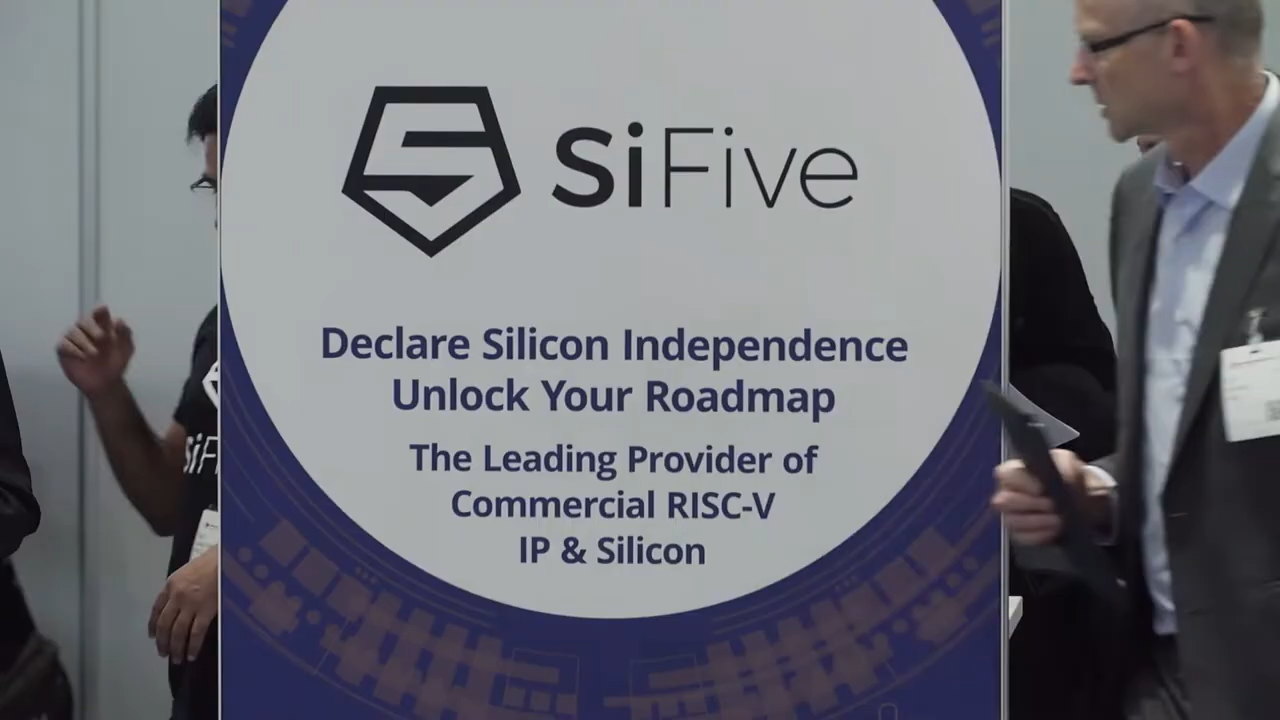 SiFive
Declare Silicon Independence
Unlock Your Roadmap
The Leading Provider of
Commercial RISC-V
IP & Silicon